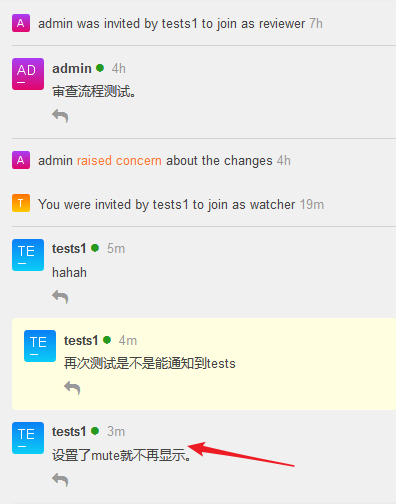 A admin was invited by tests1 to join as reviewer 7h
AD admin 4h
审查流程测试。
A admin raised concern about the changes 4h
T You were invited by tests1 to join as watcher 19m
TE tests1 5m
hahah
TE tests1 4m
再次测试是不是能通知到tests
TE tests1 3m
设置了mute就不再显示。